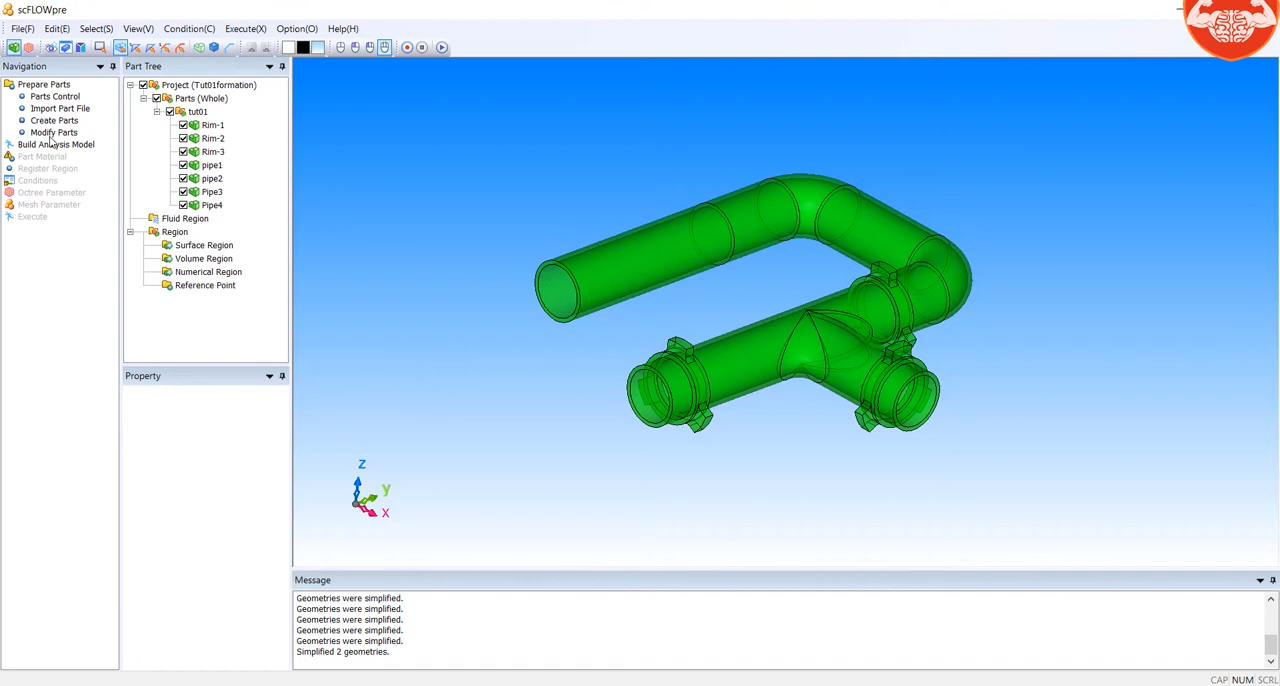 scFLOWpre
File(F) Edit(E) Select(S) View(V) Condition(C) Execute(X) Option(O) Help(H)
Navigation
Prepare Parts
Parts Control
Import Part File
Create Parts
Modify Parts
Build Analysis Model
Part Material
Register Region
Conditions
Octree Parameter
Mesh Parameter
Execute
Part Tree
Project (Tut01formation)
Parts (Whole)
tut01
Rim-1
Rim-2
Rim-3
pipe1
pipe2
Pipe3
Pipe4
Fluid Region
Region
Surface Region
Volume Region
Numerical Region
Reference Point
Property
Z
y
X
Message
Geometries were simplified.
Geometries were simplified.
Geometries were simplified.
Geometries were simplified.
Geometries were simplified.
Simplified 2 geometries.
CAP NUM SCRL